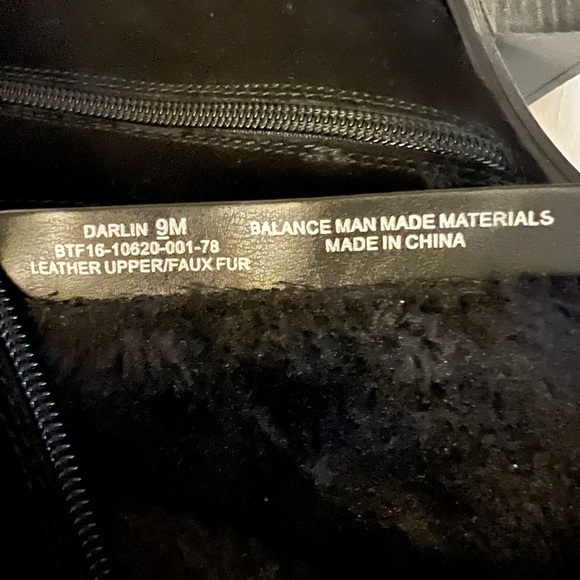 DARLIN 9M
BTF16-10620-001-78
LEATHER UPPER/FAUX FUR
BALANCE MAN MADE MATERIALS
MADE IN CHINA